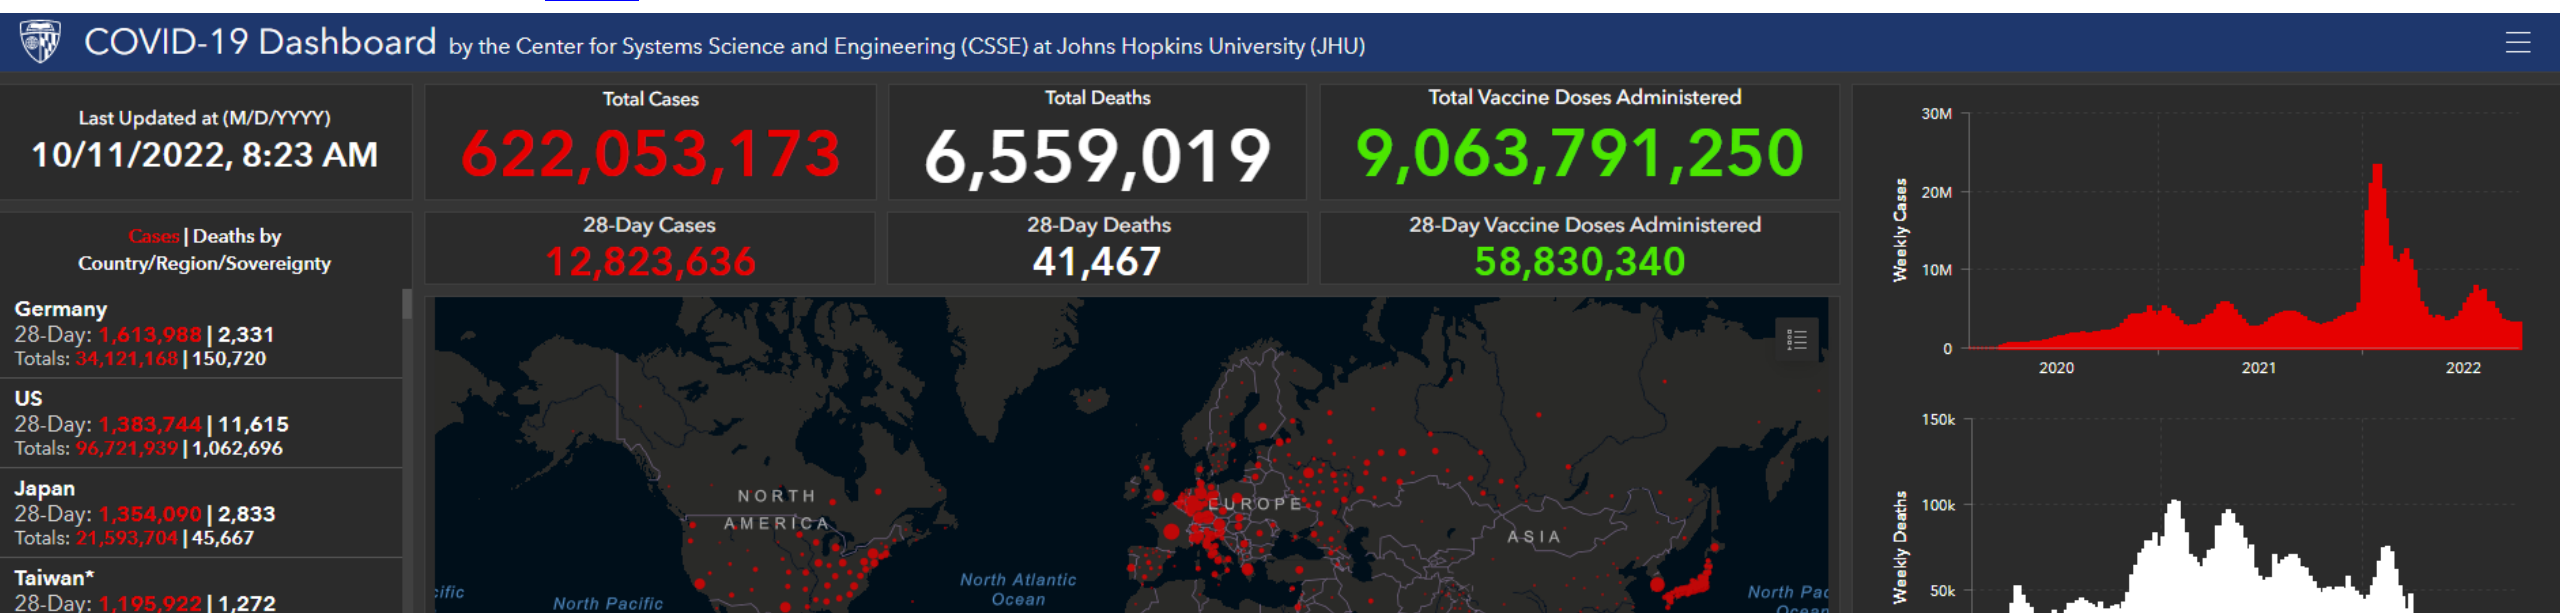 COVID-19 Dashboard by the Center for Systems Science and Engineering (CSSE) at Johns Hopkins University (JHU)
Last Updated at (M/D/YYYY)
10/11/2022, 8:23 AM
Total Cases
622,053,173
Total Deaths
6,559,019
Total Vaccine Doses Administered
9,063,791,250
28-Day Cases
12,823,636
28-Day Deaths
41,467
28-Day Vaccine Doses Administered
58,830,340
Cases | Deaths by
Country/Region/Sovereignty
Germany
28-Day: 1,613,988 | 2,331
Totals: 34,121,168 | 150,720
US
28-Day: 1,383,744 | 11,615
Totals: 96,721,939 | 1,062,696
Japan
28-Day: 1,354,090 | 2,833
Totals: 21,593,704 | 45,667
Taiwan*
28-Day: 1,195,922 | 1,272
NORTH
AMERICA
EUROPE
ASIA
North Atlantic
Ocean
cific
North Pacific
North Pac
Ocean
Weekly Cases
30M
20M
10M
0
2020
2021
2022
Weekly Deaths
150k
100k
50k